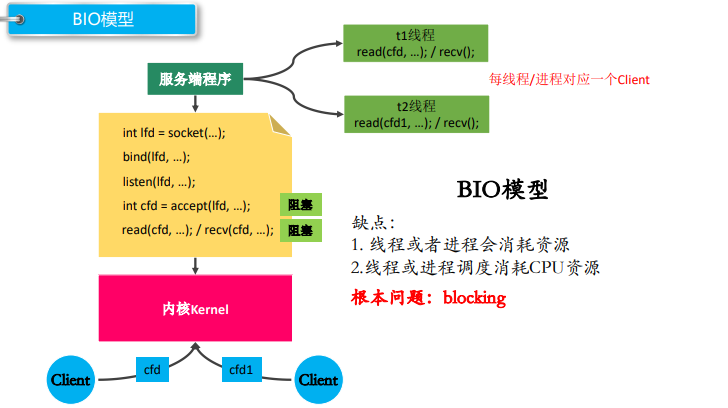 BIO模型
t1线程
read(cfd, ...); / recv();
服务端程序
每线程/进程对应一个Client
t2线程
read(cfd1, ...); / recv();
int lfd = socket(...);
bind(lfd, ...);
listen(lfd, ...);
int cfd = accept(lfd, ...);
阻塞
read(cfd, ...); / recv(cfd, ...);
阻塞
BIO模型
缺点：
1. 线程或者进程会消耗资源
2.线程或进程调度消耗CPU资源
根本问题：blocking
内核Kernel
Client
cfd
cfd1
Client